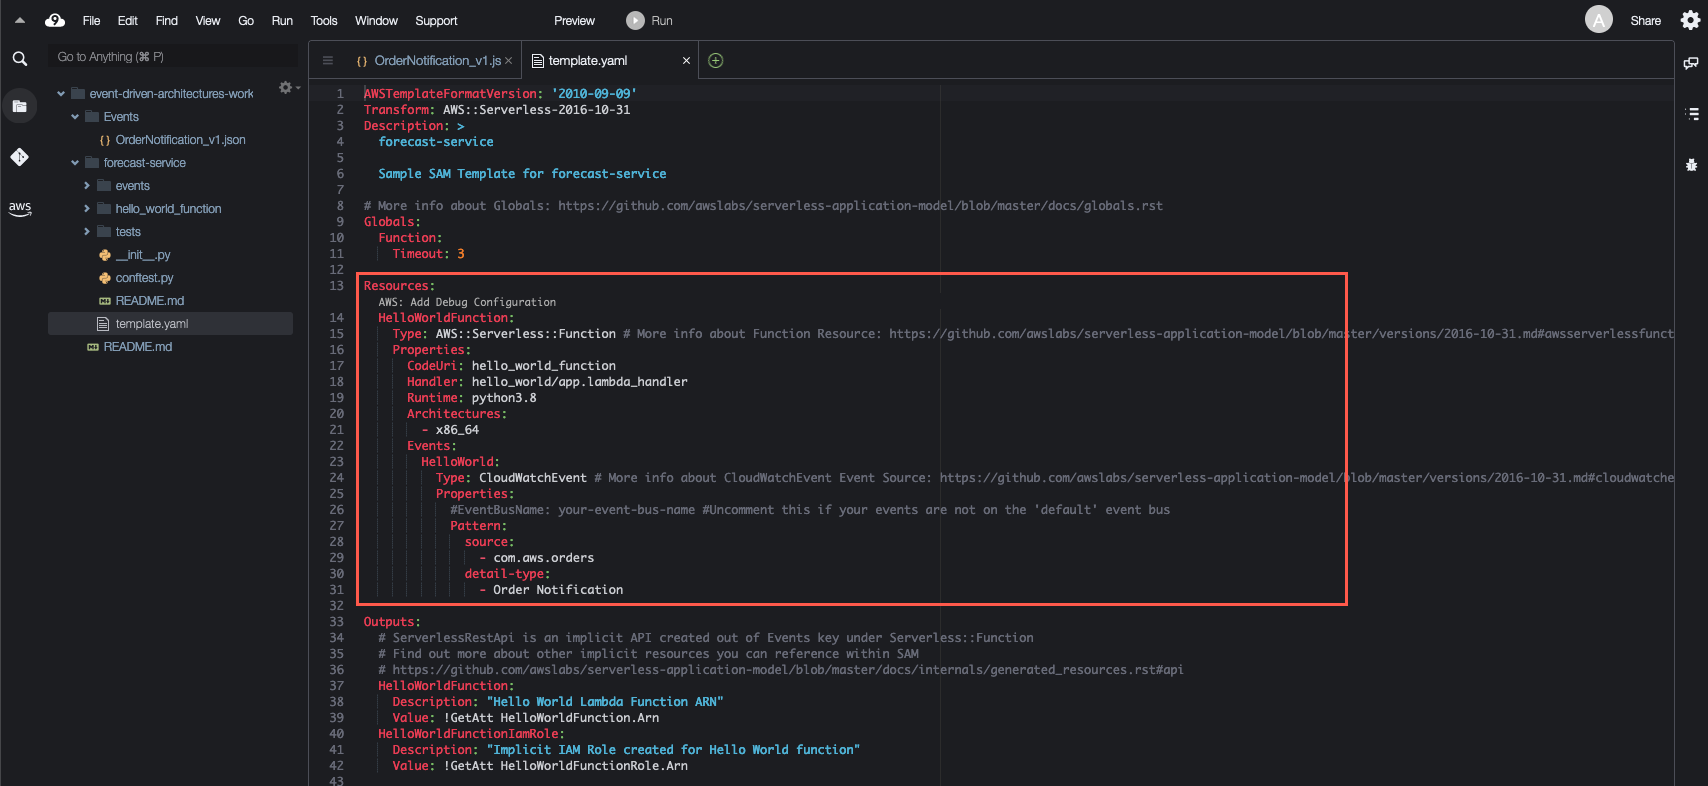 File Edit Find View Go Run Tools Window Support Preview Run A Share
Go to Anything (⌘ P)
{ } OrderNotification_v1.js × template.yaml ×
event-driven-architectures-work
Events
{ } OrderNotification_v1.json
forecast-service
events
hello_world_function
tests
__init__.py
conftest.py
README.md
template.yaml
README.md
aws
1 AWSTemplateFormatVersion: '2010-09-09'
2 Transform: AWS::Serverless-2016-10-31
3 Description: >
4 forecast-service
5
6 Sample SAM Template for forecast-service
7
8 # More info about Globals: https://github.com/awslabs/serverless-application-model/blob/master/docs/globals.rst
9 Globals:
10 Function:
11 Timeout: 3
12
13 Resources:
AWS: Add Debug Configuration
14 HelloWorldFunction:
15 Type: AWS::Serverless::Function # More info about Function Resource: https://github.com/awslabs/serverless-application-model/blob/master/versions/2016-10-31.md#awsserverlessfunct
16 Properties:
17 CodeUri: hello_world_function
18 Handler: hello_world/app.lambda_handler
19 Runtime: python3.8
20 Architectures:
21 - x86_64
22 Events:
23 HelloWorld:
24 Type: CloudWatchEvent # More info about CloudWatchEvent Event Source: https://github.com/awslabs/serverless-application-model/blob/master/versions/2016-10-31.md#cloudwatche
25 Properties:
26 #EventBusName: your-event-bus-name #Uncomment this if your events are not on the 'default' event bus
27 Pattern:
28 source:
29 - com.aws.orders
30 detail-type:
31 - Order Notification
32
33 Outputs:
34 # ServerlessRestApi is an implicit API created out of Events key under Serverless::Function
35 # Find out more about other implicit resources you can reference within SAM
36 # https://github.com/awslabs/serverless-application-model/blob/master/docs/internals/generated_resources.rst#api
37 HelloWorldFunction:
38 Description: "Hello World Lambda Function ARN"
39 Value: !GetAtt HelloWorldFunction.Arn
40 HelloWorldFunctionIamRole:
41 Description: "Implicit IAM Role created for Hello World function"
42 Value: !GetAtt HelloWorldFunctionRole.Arn
43